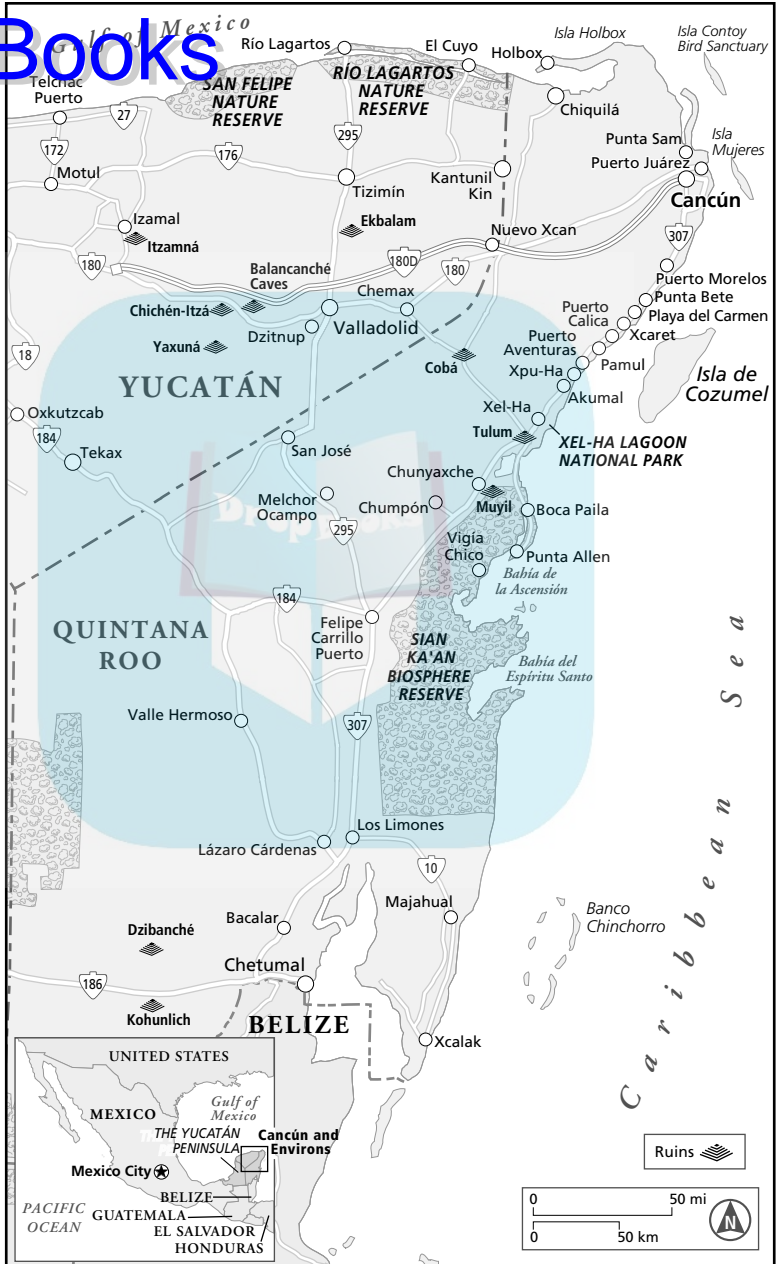 Books
Gulf of Mexico
Río Lagartos
El Cuyo
Holbox
Isla Holbox
Isla Contoy
Bird Sanctuary
Telchac
Puerto
SAN FELIPE
NATURE
RESERVE
RÍO LAGARTOS
NATURE
RESERVE
Chiquilá
27
295
172
176
Punta Sam
Isla
Mujeres
Puerto Juárez
Motul
Tizimín
Kantunil
Kin
Cancún
Izamal
Itzamná
Ekbalam
Nuevo Xcan
307
180
180D
180
Balancanché
Caves
Chemax
Puerto Morelos
Punta Bete
Playa del Carmen
Chichén-Itzá
Valladolid
Dzitnup
Puerto
Calica
Xcaret
Yaxuná
18
Cobá
Puerto
Aventuras
Pamul
Xpu-Ha
Isla de
Cozumel
YUCATÁN
Akumal
Xel-Ha
Oxkutzcab
184
Tekax
Tulum
San José
XEL-HA LAGOON
NATIONAL PARK
Chunyaxche
Melchor
Ocampo
Chumpón
Muyil
Boca Paila
DropBooks
295
Vigía
Chico
Punta Allen
Bahía de
la Ascensión
184
QUINTANA
ROO
Felipe
Carrillo
Puerto
SIAN
KA'AN
BIOSPHERE
RESERVE
Bahía del
Espíritu Santo
Valle Hermoso
307
Caribbean Sea
Los Limones
Lázaro Cárdenas
10
Majahual
Banco
Chinchorro
Bacalar
Dzibanché
Chetumal
186
Kohunlich
BELIZE
Xcalak
UNITED STATES
MEXICO
Gulf of
Mexico
THE YUCATÁN
PENINSULA
Cancún and
Environs
Mexico City
BELIZE
PACIFIC
OCEAN
GUATEMALA
EL SALVADOR
HONDURAS
Ruins
0 50 mi
0 50 km
N